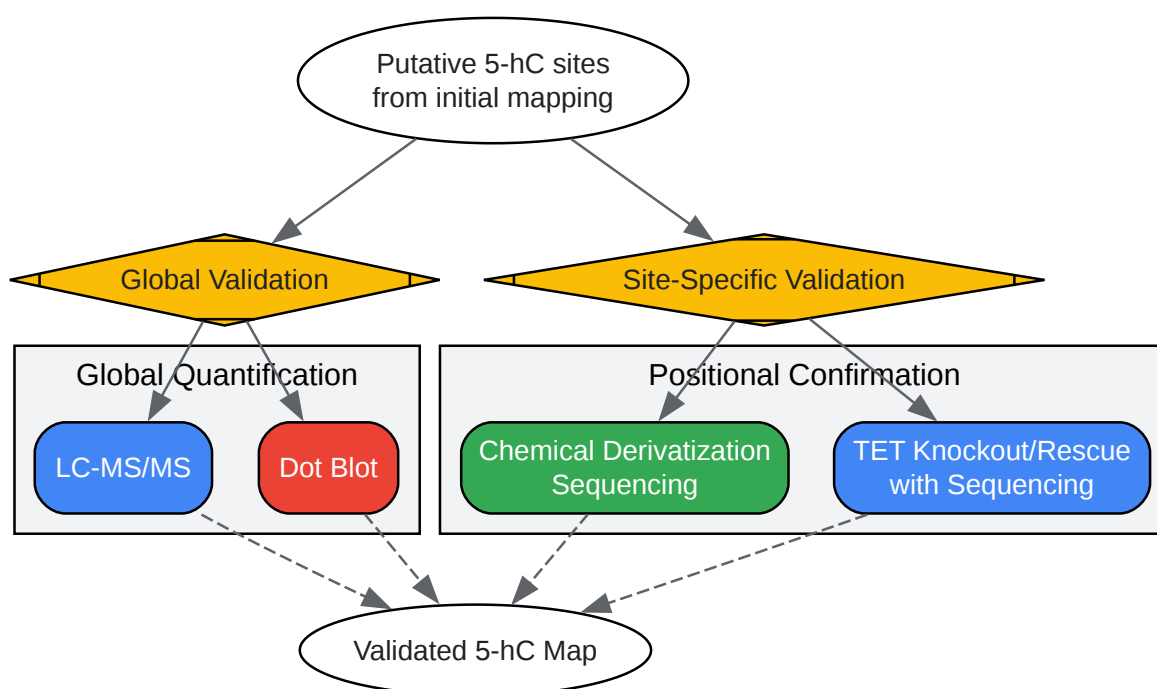 Putative 5-hC sites
from initial mapping
Global Validation
Site-Specific Validation
Global Quantification
Positional Confirmation
LC-MS/MS
Dot Blot
Chemical Derivatization
Sequencing
TET Knockout/Rescue
with Sequencing
Validated 5-hC Map